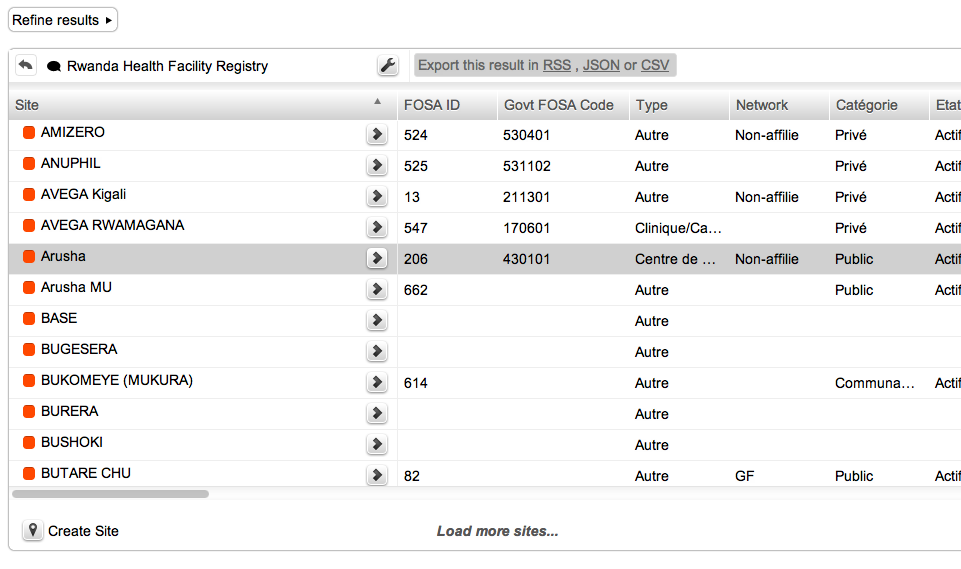 Refine results
Rwanda Health Facility Registry Export this result in RSS , JSON or CSV
Site FOSA ID Govt FOSA Code Type Network Catégorie Etat
AMIZERO 524 530401 Autre Non-affilie Privé Actif
ANUPHIL 525 531102 Autre Privé Actif
AVEGA Kigali 13 211301 Autre Non-affilie Privé Actif
AVEGA RWAMAGANA 547 170601 Clinique/Ca... Privé Actif
Arusha 206 430101 Centre de ... Non-affilie Public Actif
Arusha MU 662 Autre Public Actif
BASE Autre
BUGESERA Autre
BUKOMEYE (MUKURA) 614 Autre Communa... Actif
BURERA Autre
BUSHOKI Autre
BUTARE CHU 82 Autre GF Public Actif
Create Site Load more sites...